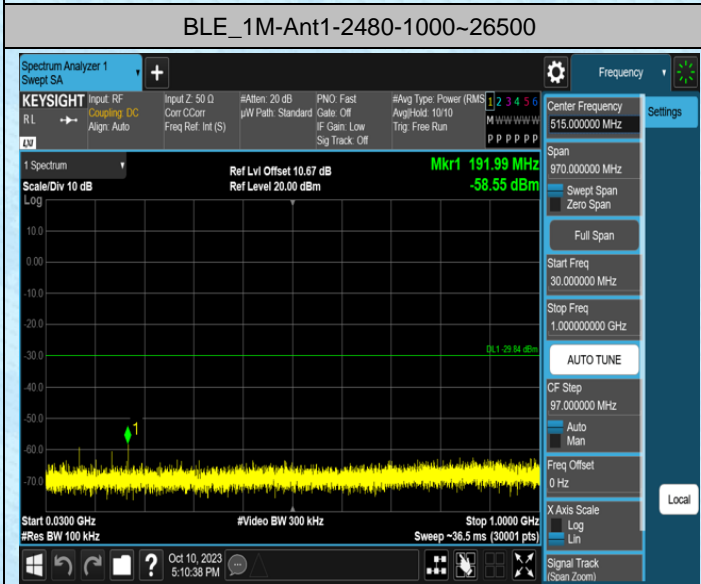 BLE_1M-Ant1-2480-1000~26500
Spectrum Analyzer 1
Swept SA
KEYSIGHT
RL
Input: RF
Coupling: DC
Align: Auto
Input Z: 50 Ω
Corr CCorr
Freq Ref: Int (S)
#Atten: 20 dB
µW Path: Standard
PNO: Fast
Gate: Off
IF Gain: Low
Sig Track: Off
#Avg Type: Power (RMS
Avg|Hold: 10/10
Trig: Free Run
1 2 3 4 5 6
M W W W W W
P P P P P P
LXI
1 Spectrum
Scale/Div 10 dB
Log
Ref Lvl Offset 10.67 dB
Ref Level 20.00 dBm
Mkr1 191.99 MHz
-58.55 dBm
10.0
0.00
-10.0
-20.0
-30.0
DL1 -29.84 dBm
-40.0
-50.0
1
-60.0
-70.0
Start 0.0300 GHz
#Res BW 100 kHz
#Video BW 300 kHz
Stop 1.0000 GHz
Sweep ~36.5 ms (30001 pts)
Oct 10, 2023
5:10:38 PM
Frequency
Settings
Center Frequency
515.000000 MHz
Span
970.000000 MHz
Swept Span
Zero Span
Full Span
Start Freq
30.000000 MHz
Stop Freq
1.000000000 GHz
AUTO TUNE
CF Step
97.000000 MHz
Auto
Man
Freq Offset
0 Hz
X Axis Scale
Log
Lin
Signal Track
(Span Zoom)
Local